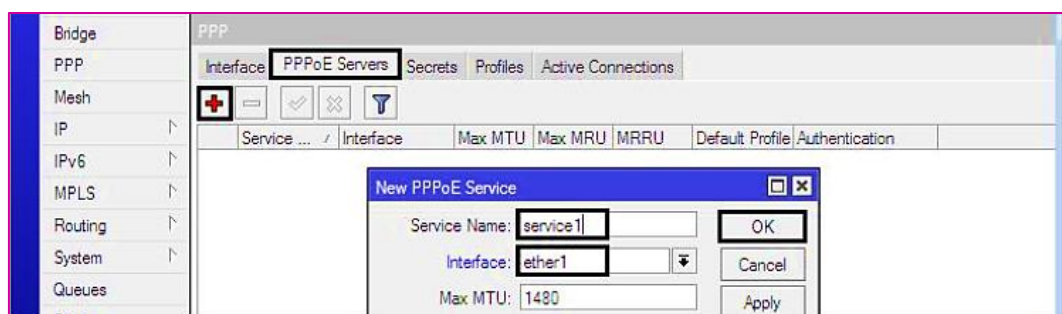 Bridge
PPP
Mesh
IP
IPv6
MPLS
Routing
System
Queues
PPP
Interface PPPoE Servers Secrets Profiles Active Connections
Service ... Interface Max MTU Max MRU MRRU Default Profile Authentication
New PPPoE Service
Service Name: service1 OK
Interface: ether1 Cancel
Max MTU: 1480 Apply